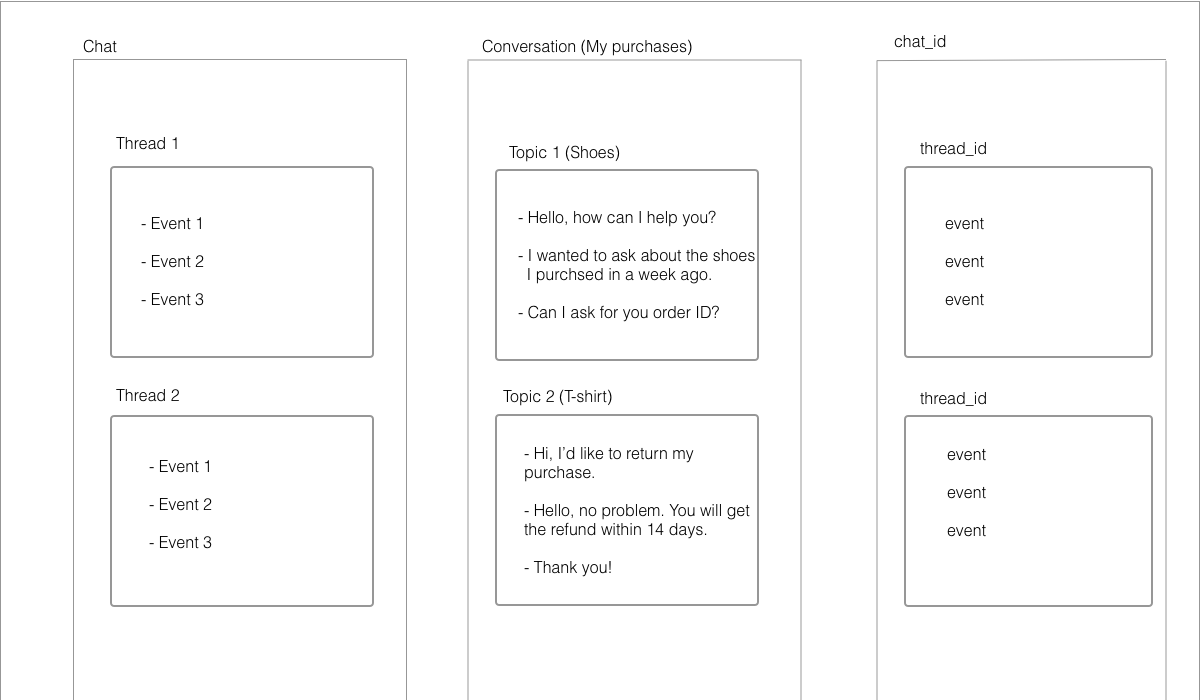 Chat
Thread 1
- Event 1
- Event 2
- Event 3
Thread 2
- Event 1
- Event 2
- Event 3
Conversation (My purchases)
Topic 1 (Shoes)
- Hello, how can I help you?
- I wanted to ask about the shoes
I purchsed in a week ago.
- Can I ask for you order ID?
Topic 2 (T-shirt)
- Hi, I’d like to return my
purchase.
- Hello, no problem. You will get
the refund within 14 days.
- Thank you!
chat_id
thread_id
event
event
event
thread_id
event
event
event